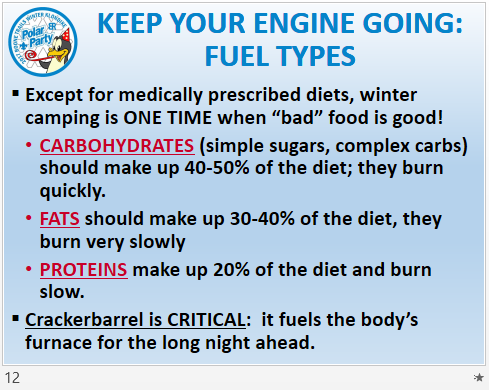 KEEP YOUR ENGINE GOING:
FUEL TYPES
Polar
Party
▪ Except for medically prescribed diets, winter
camping is ONE TIME when “bad” food is good!
• CARBOHYDRATES (simple sugars, complex carbs)
should make up 40-50% of the diet; they burn
quickly.
• FATS should make up 30-40% of the diet, they
burn very slowly
• PROTEINS make up 20% of the diet and burn
slow.
▪ Crackerbarrel is CRITICAL: it fuels the body’s
furnace for the long night ahead.
12